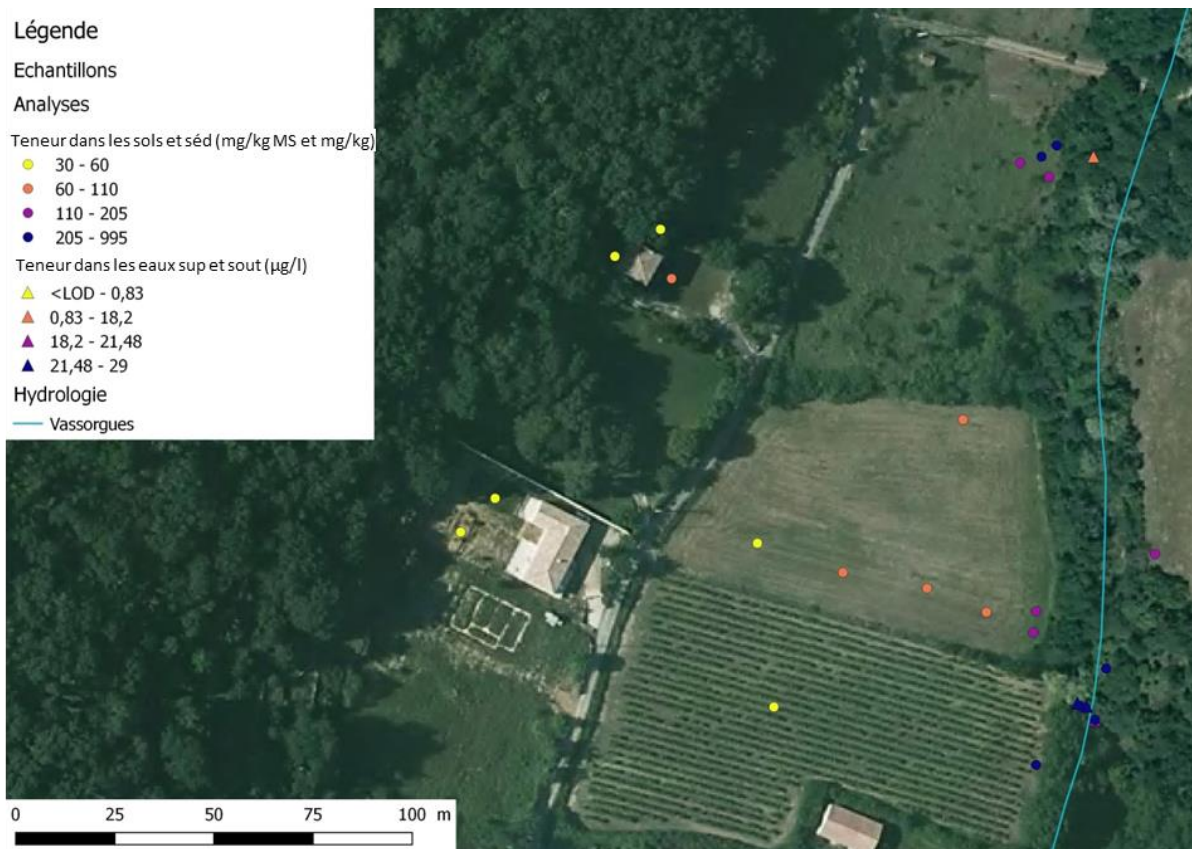 Légende
Echantillons
Analyses
Teneur dans les sols et séd (mg/kg MS et mg/kg)
30 - 60
60 - 110
110 - 205
205 - 995
Teneur dans les eaux sup et sout (µg/l)
<LOD - 0,83
0,83 - 18,2
18,2 - 21,48
21,48 - 29
Hydrologie
Vassorgues
0 25 50 75 100 m